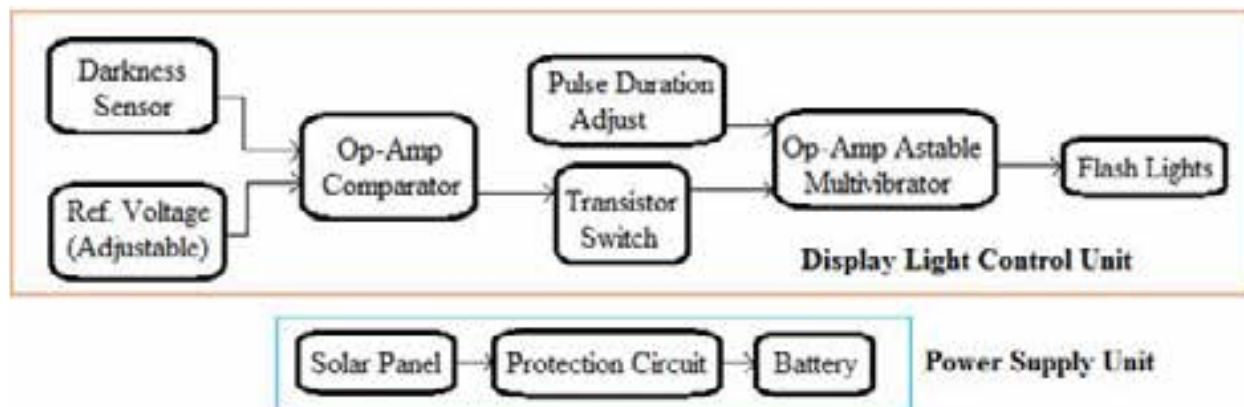 Darkness
Sensor
Ref. Voltage
(Adjustable)
Op-Amp
Comparator
Pulse Duration
Adjust
Transistor
Switch
Op-Amp Astable
Multivibrator
Flash Lights
Display Light Control Unit
Solar Panel
Protection Circuit
Battery
Power Supply Unit